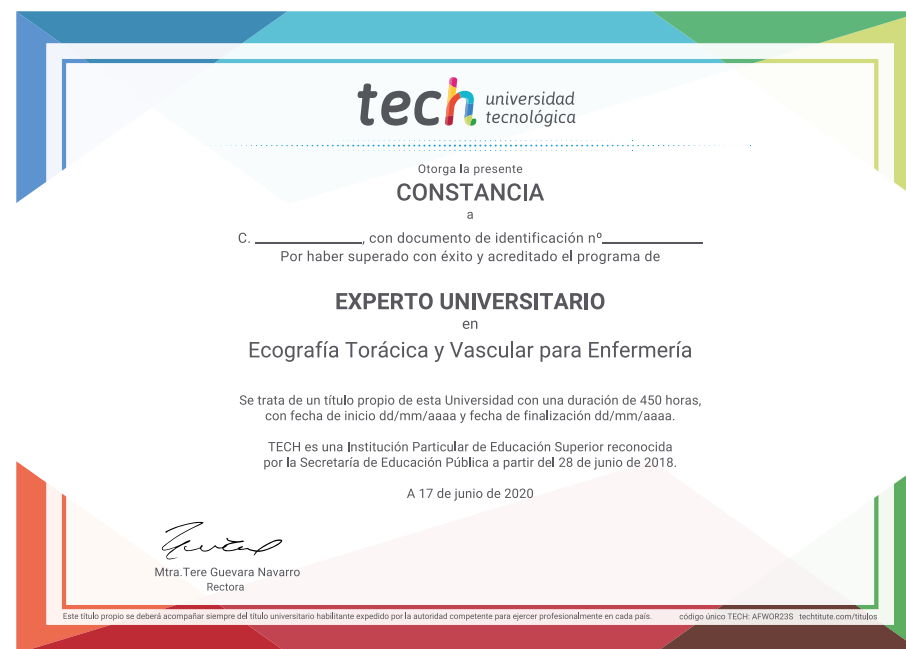 tech universidad
tecnológica
Otorga la presente
CONSTANCIA
a
C. ____________, con documento de identificación nº____________
Por haber superado con éxito y acreditado el programa de
EXPERTO UNIVERSITARIO
en
Ecografía Torácica y Vascular para Enfermería
Se trata de un título propio de esta Universidad con una duración de 450 horas,
con fecha de inicio dd/mm/aaaa y fecha de finalización dd/mm/aaaa.
TECH es una Institución Particular de Educación Superior reconocida
por la Secretaría de Educación Pública a partir del 28 de junio de 2018.
A 17 de junio de 2020
Mtra.Tere Guevara Navarro
Rectora
Este título propio se deberá acompañar siempre del título universitario habilitante expedido por la autoridad competente para ejercer profesionalmente en cada país. código único TECH: AFWOR23S techtitute.com/titulos